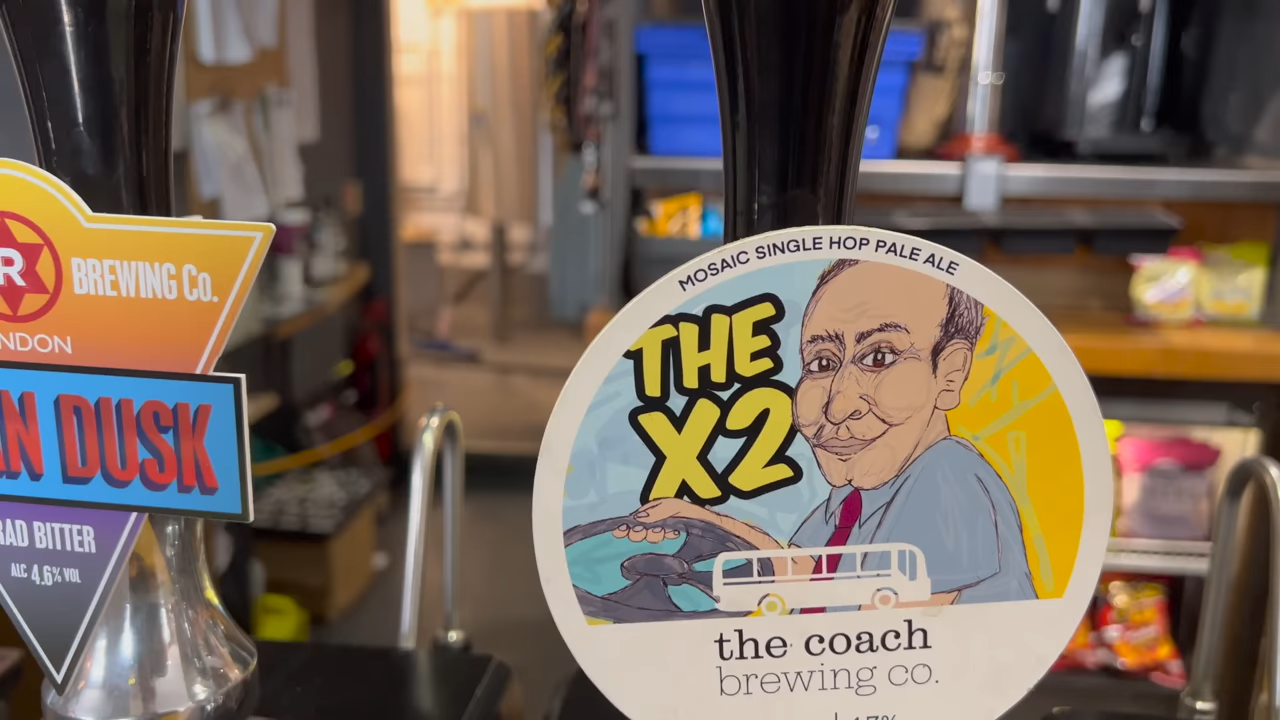 R
BREWING CO.
NDON
N DUSK
RAD BITTER
ALC 4.6% VOL
MOSAIC SINGLE HOP PALE ALE
THE
X2
the coach
brewing co.